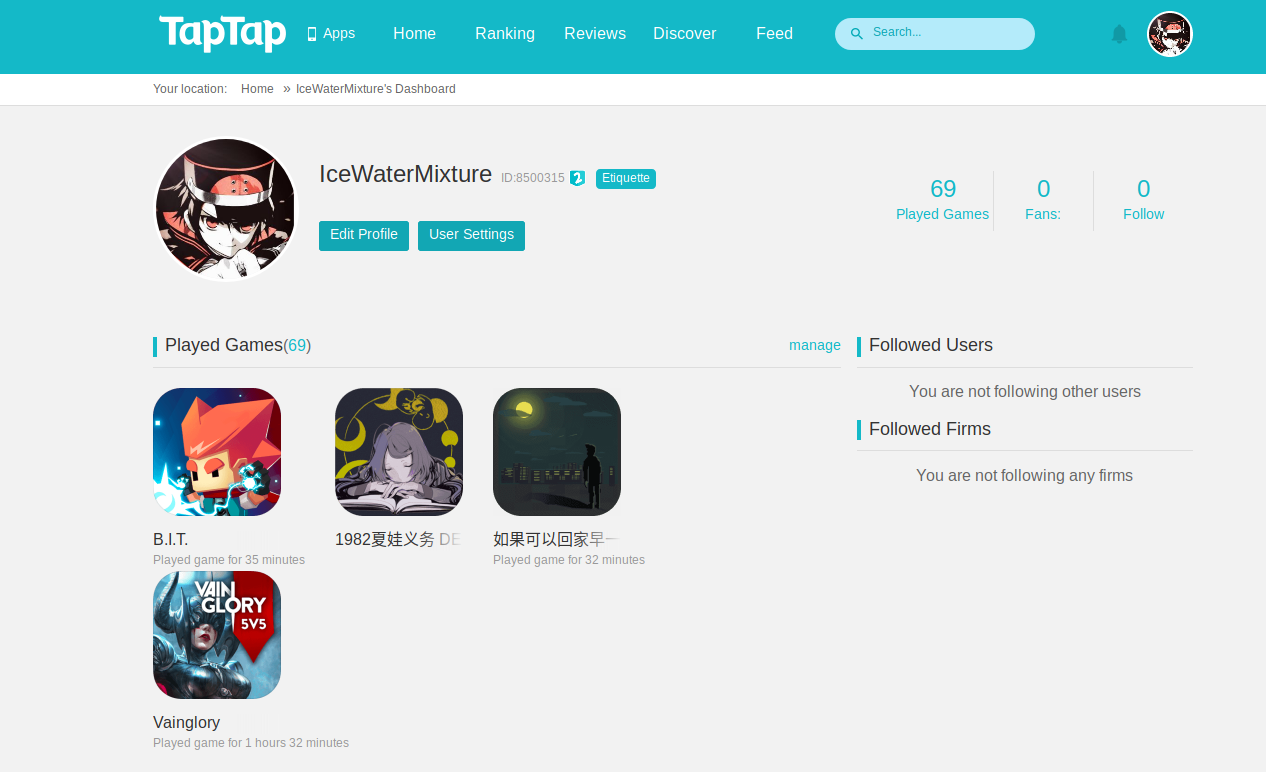 TapTap Apps Home Ranking Reviews Discover Feed Search...
Your location: Home » IceWaterMixture's Dashboard
IceWaterMixture ID:8500315 2 Etiquette
Edit Profile User Settings
69 0 0
Played Games Fans: Follow
Played Games(69) manage
B.I.T. 1982夏娃义务 DE 如果可以回家早一
Played game for 35 minutes Played game for 32 minutes
VAIN
GLORY
5V5
Vainglory
Played game for 1 hours 32 minutes
Followed Users
You are not following other users
Followed Firms
You are not following any firms